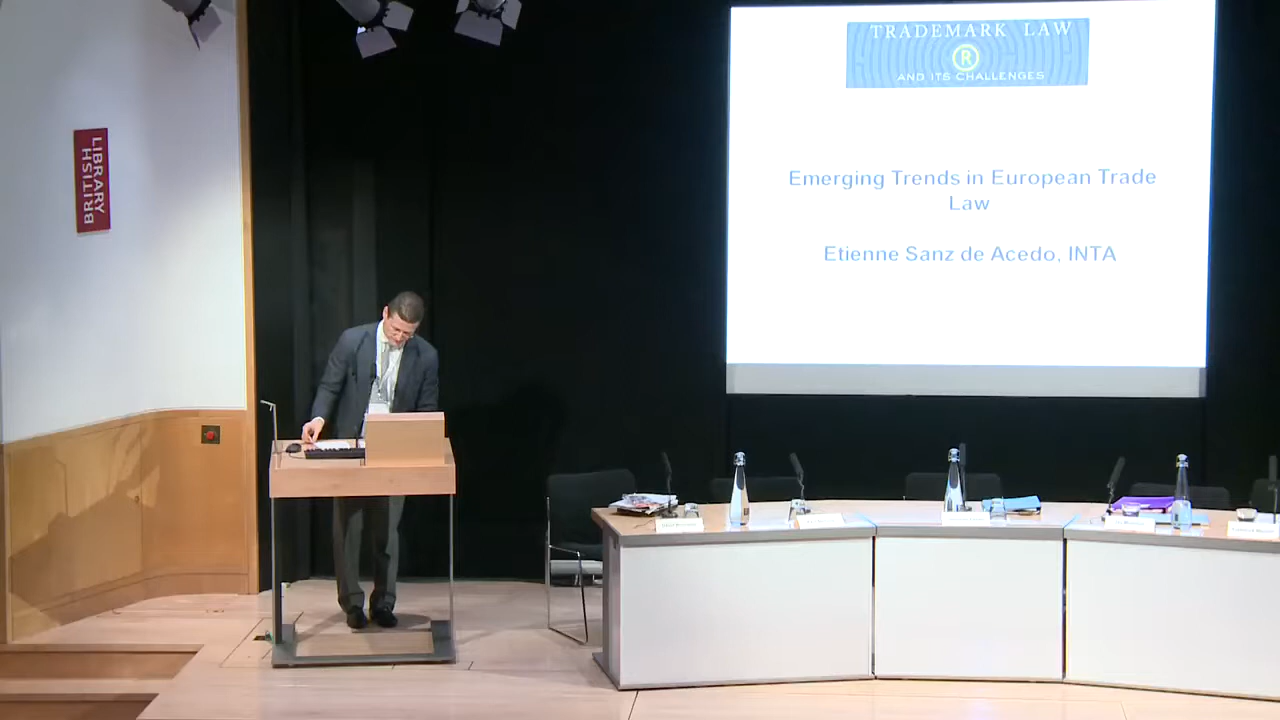 LIBRARY
BRITISH
TRADEMARK LAW
R
AND ITS CHALLENGES
Emerging Trends in European Trade
Law
Etienne Sanz de Acedo, INTA